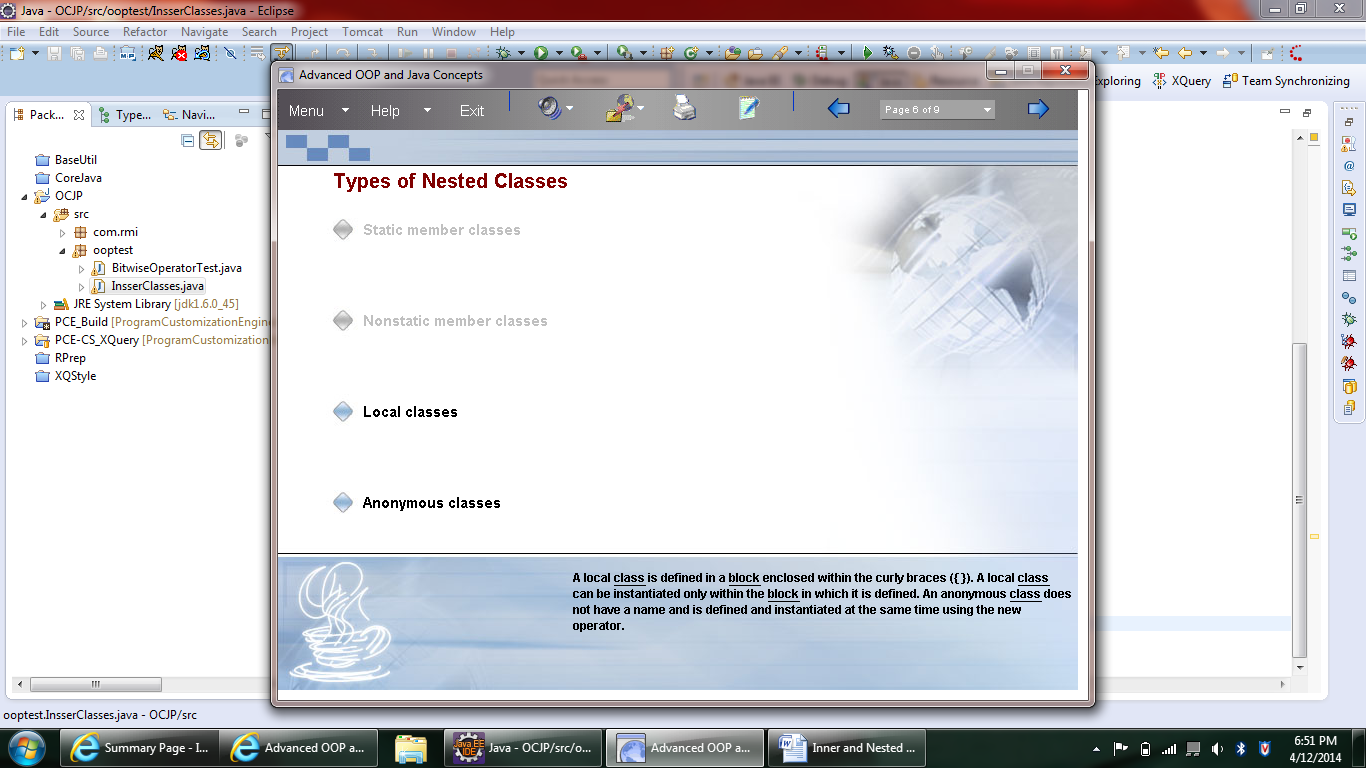 Java - OCJP/src/ooptest/InsserClasses.java - Eclipse
File Edit Source Refactor Navigate Search Project Tomcat Run Window Help
Advanced OOP and Java Concepts
Exploring XQuery Team Synchronizing
Menu Help Exit Page 6 of 9
Pack... Type... Navi...
BaseUtil
CoreJava
OCJP
src
com.rmi
ooptest
BitwiseOperatorTest.java
InsserClasses.java
JRE System Library [jdk1.6.0_45]
PCE_Build [ProgramCustomizationEngine
PCE-CS_XQuery [ProgramCustomization
RPrep
XQStyle
Types of Nested Classes
Static member classes
Nonstatic member classes
Local classes
Anonymous classes
A local class is defined in a block enclosed within the curly braces ({ }). A local class
can be instantiated only within the block in which it is defined. An anonymous class does
not have a name and is defined and instantiated at the same time using the new
operator.
ooptest.InsserClasses.java - OCJP/src
Summary Page - I... Advanced OOP a... Java - OCJP/src/o... Advanced OOP a... Inner and Nested ...
6:51 PM
4/12/2014